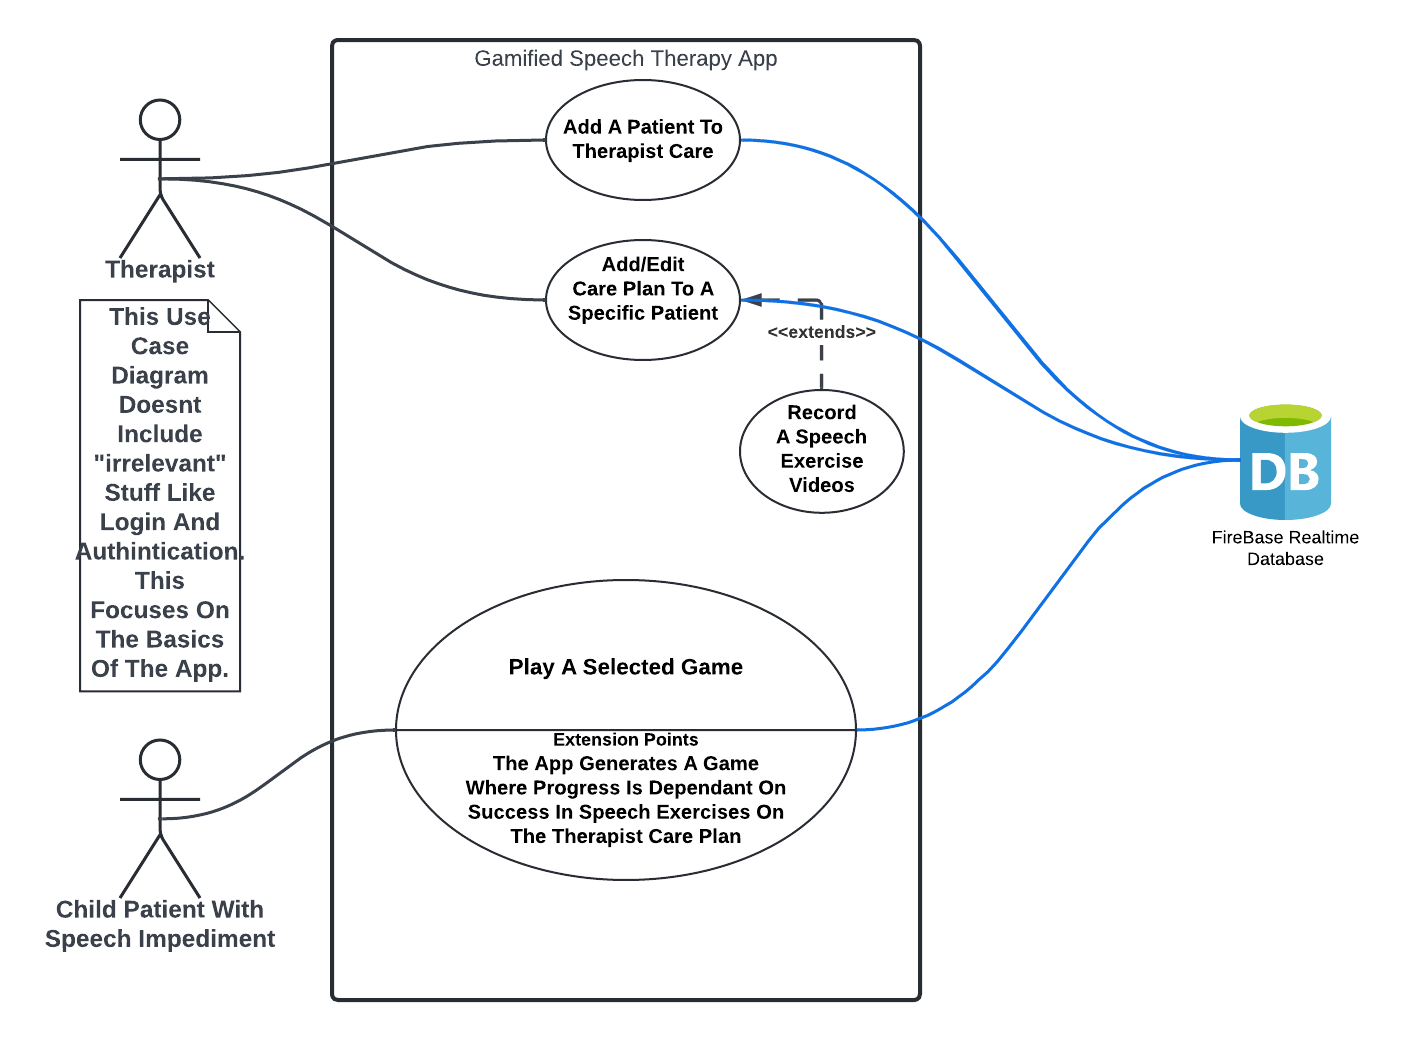 Gamified Speech Therapy App
Add A Patient To
Therapist Care
Therapist
Add/Edit
Care Plan To A
Specific Patient
<<extends>>
Record
A Speech
Exercise
Videos
This Use
Case
Diagram
Doesnt
Include
"irrelevant"
Stuff Like
Login And
Authintication.
This
Focuses On
The Basics
Of The App.
DB
FireBase Realtime
Database
Play A Selected Game
Extension Points
The App Generates A Game
Where Progress Is Dependant On
Success In Speech Exercises On
The Therapist Care Plan
Child Patient With
Speech Impediment